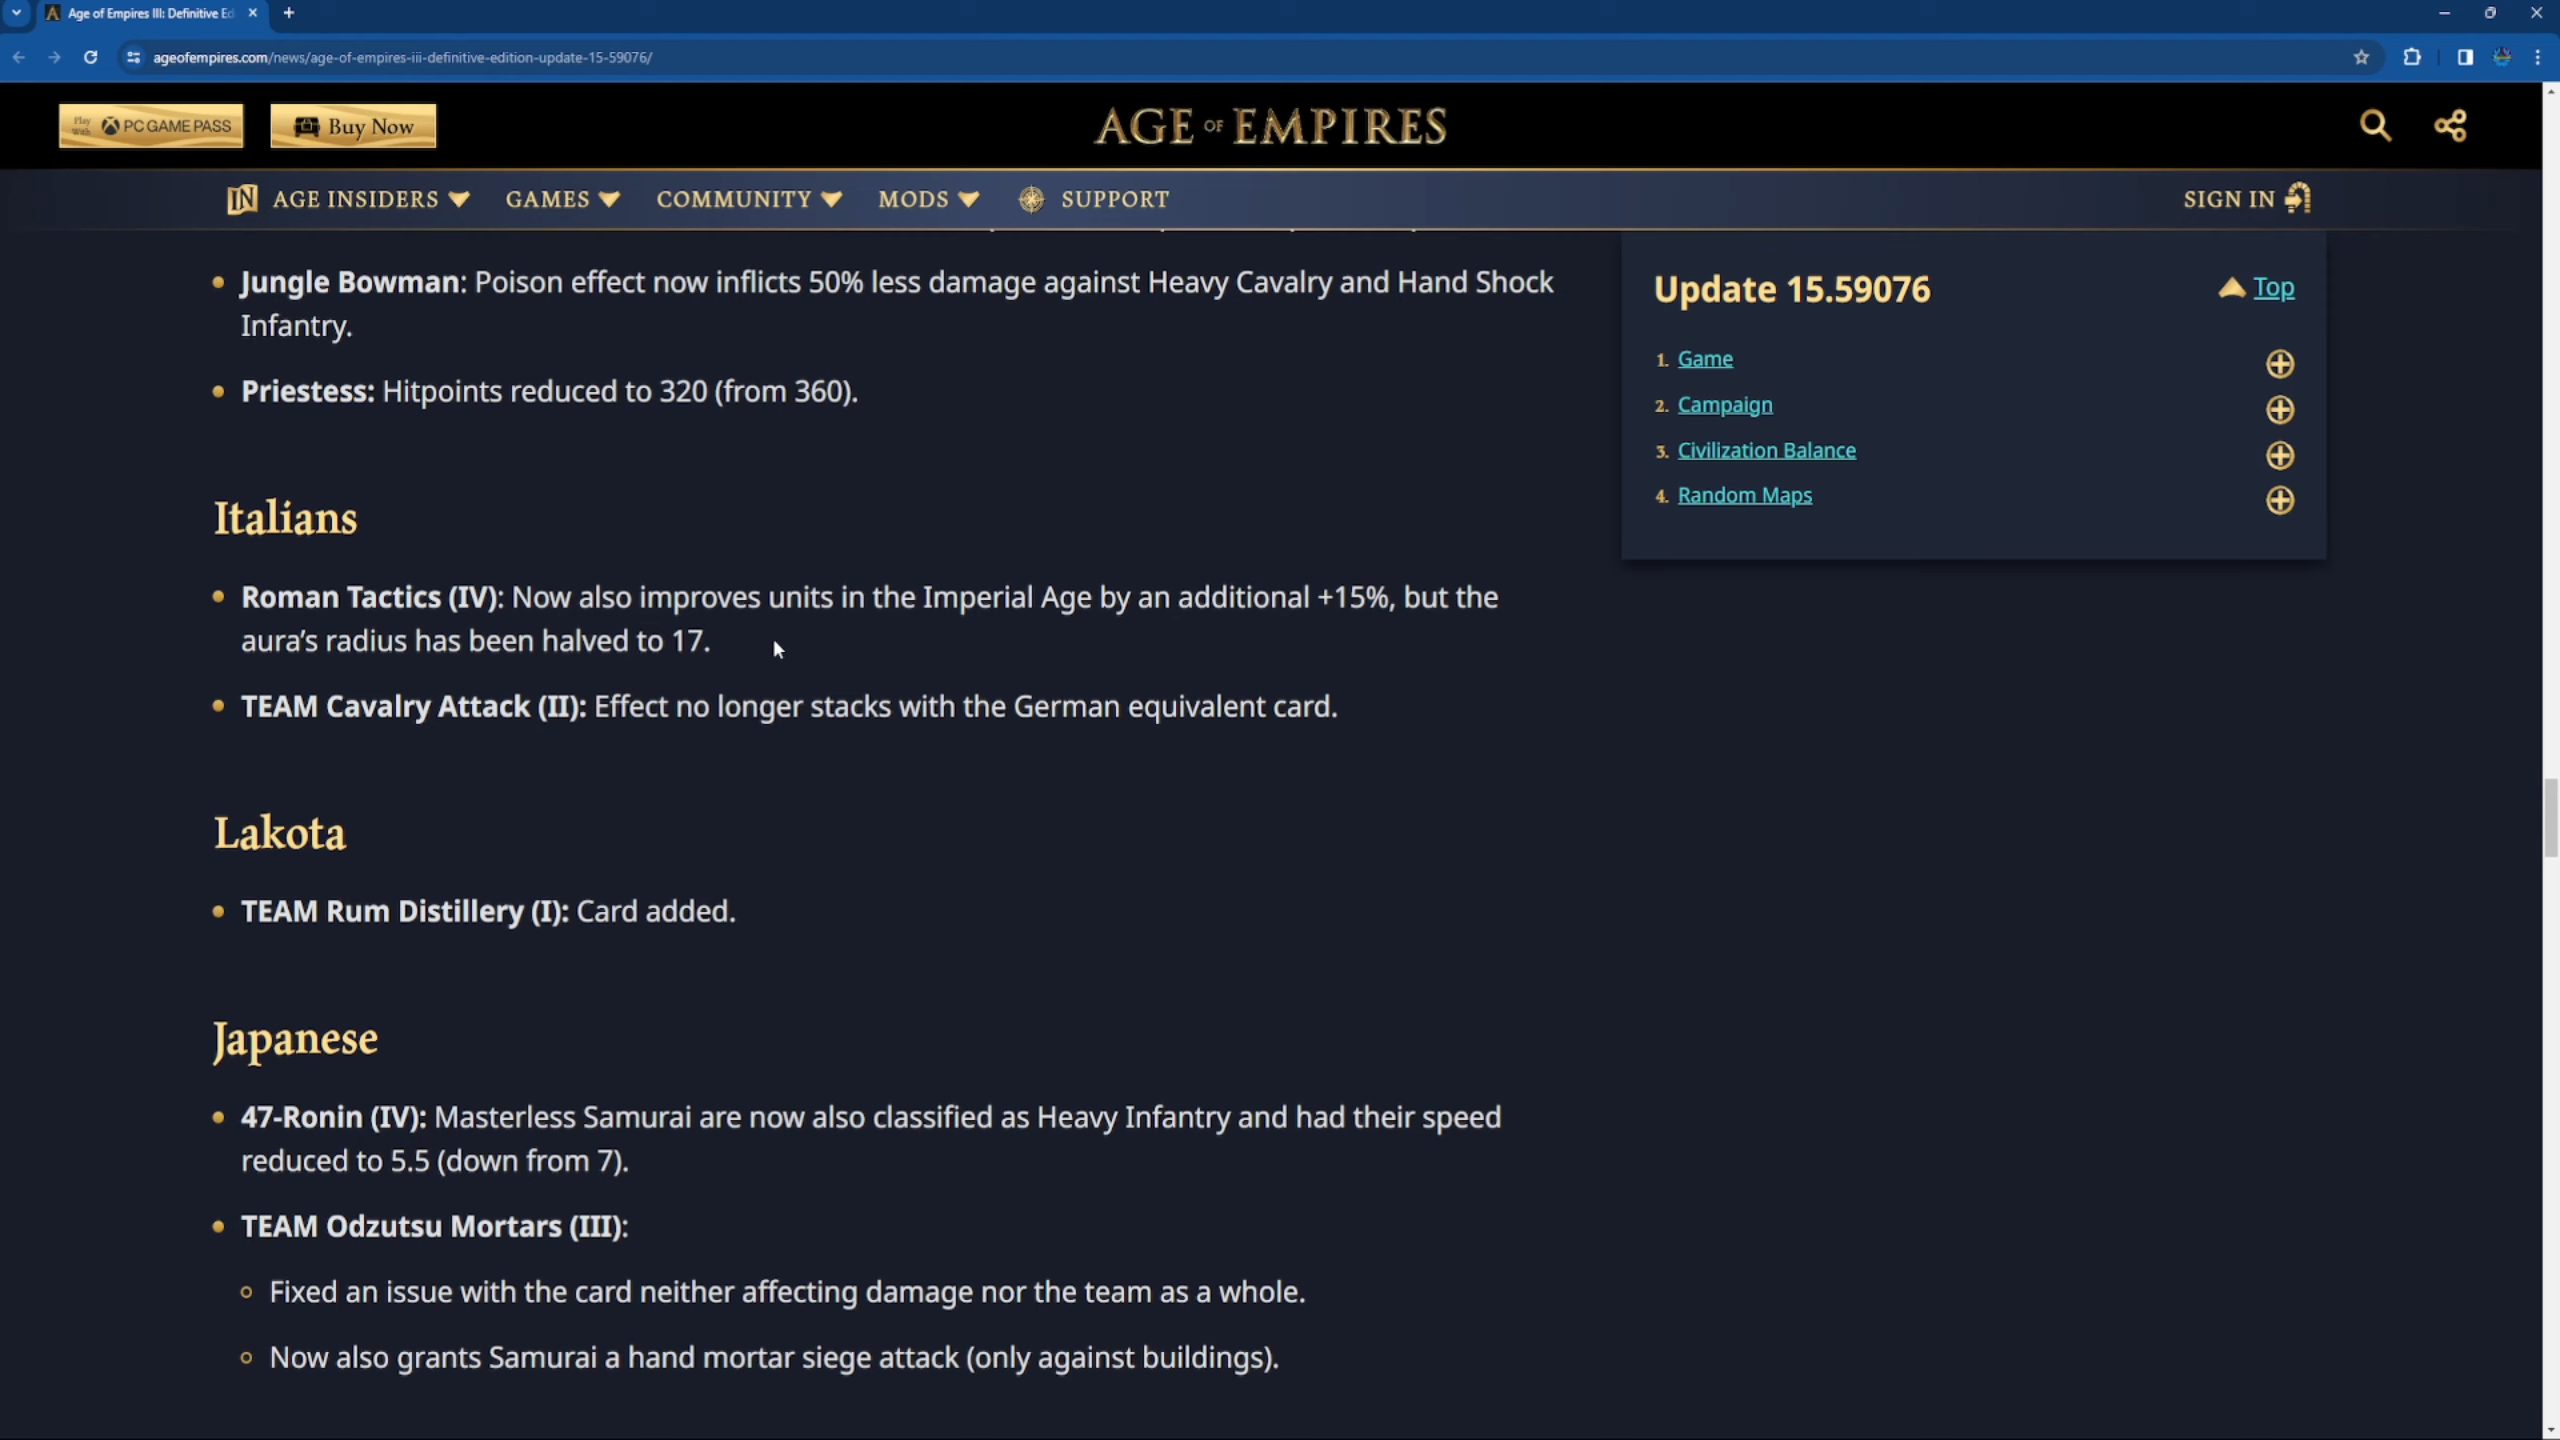 Age of Empires III: Definitive Ed
ageofempires.com/news/age-of-empires-iii-definitive-edition-update-15-59076/
Play With PC GAME PASS
Buy Now
AGE OF EMPIRES
IN AGE INSIDERS
GAMES
COMMUNITY
MODS
SUPPORT
SIGN IN
Jungle Bowman: Poison effect now inflicts 50% less damage against Heavy Cavalry and Hand Shock
Infantry.
Priestess: Hitpoints reduced to 320 (from 360).
Italians
Roman Tactics (IV): Now also improves units in the Imperial Age by an additional +15%, but the
aura’s radius has been halved to 17.
TEAM Cavalry Attack (II): Effect no longer stacks with the German equivalent card.
Lakota
TEAM Rum Distillery (I): Card added.
Japanese
47-Ronin (IV): Masterless Samurai are now also classified as Heavy Infantry and had their speed
reduced to 5.5 (down from 7).
TEAM Odzutsu Mortars (III):
Fixed an issue with the card neither affecting damage nor the team as a whole.
Now also grants Samurai a hand mortar siege attack (only against buildings).
Update 15.59076
Top
1. Game
2. Campaign
3. Civilization Balance
4. Random Maps